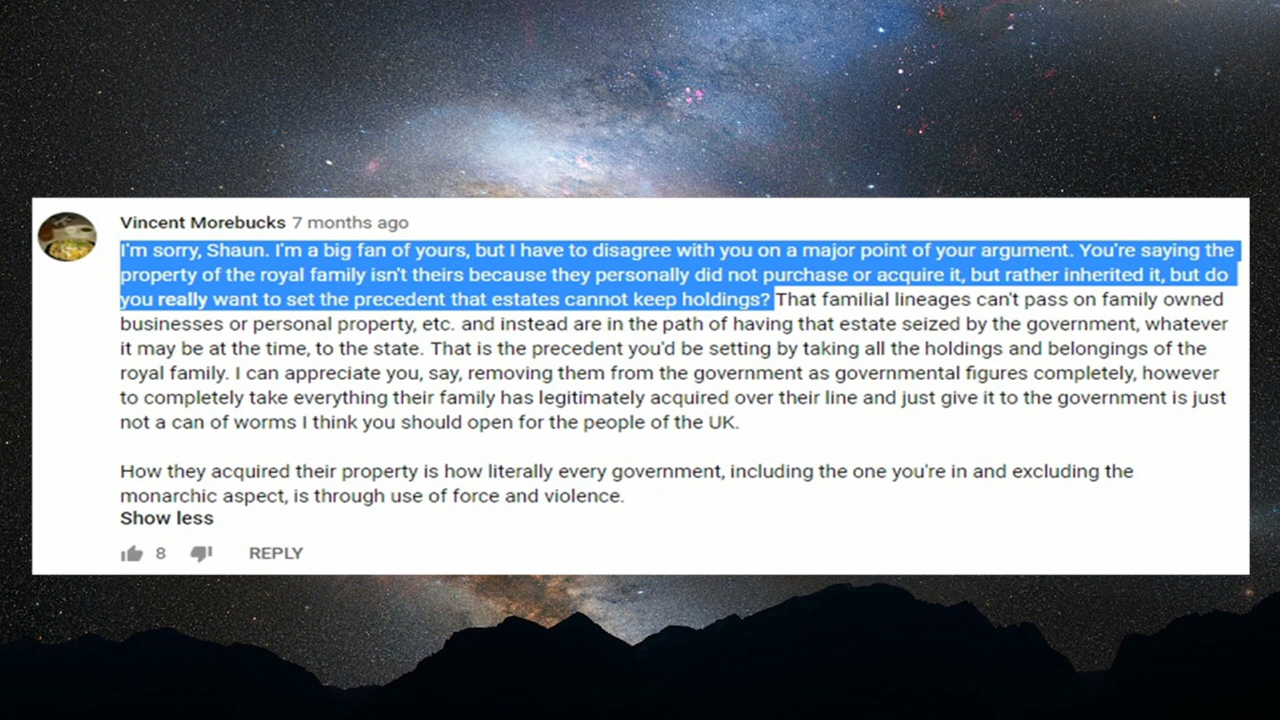 Vincent Morebucks 7 months ago
I'm sorry, Shaun. I'm a big fan of yours, but I have to disagree with you on a major point of your argument. You're saying the
property of the royal family isn't theirs because they personally did not purchase or acquire it, but rather inherited it, but do
you really want to set the precedent that estates cannot keep holdings? That familial lineages can't pass on family owned
businesses or personal property, etc. and instead are in the path of having that estate seized by the government, whatever
it may be at the time, to the state. That is the precedent you'd be setting by taking all the holdings and belongings of the
royal family. I can appreciate you, say, removing them from the government as governmental figures completely, however
to completely take everything their family has legitimately acquired over their line and just give it to the government is just
not a can of worms I think you should open for the people of the UK.
How they acquired their property is how literally every government, including the one you're in and excluding the
monarchic aspect, is through use of force and violence.
Show less
8 REPLY